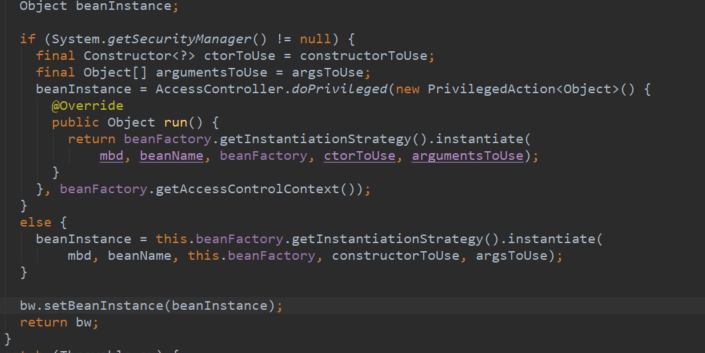 Object beanInstance;
if (System.getSecurityManager() != null) {
final Constructor<?> ctorToUse = constructorToUse;
final Object[] argumentsToUse = argsToUse;
beanInstance = AccessController.doPrivileged(new PrivilegedAction<Object>() {
@Override
public Object run() {
return beanFactory.getInstantiationStrategy().instantiate(
mbd, beanName, beanFactory, ctorToUse, argumentsToUse);
}
}, beanFactory.getAccessControlContext());
}
else {
beanInstance = this.beanFactory.getInstantiationStrategy().instantiate(
mbd, beanName, this.beanFactory, constructorToUse, argsToUse);
}
bw.setBeanInstance(beanInstance);
return bw;
}